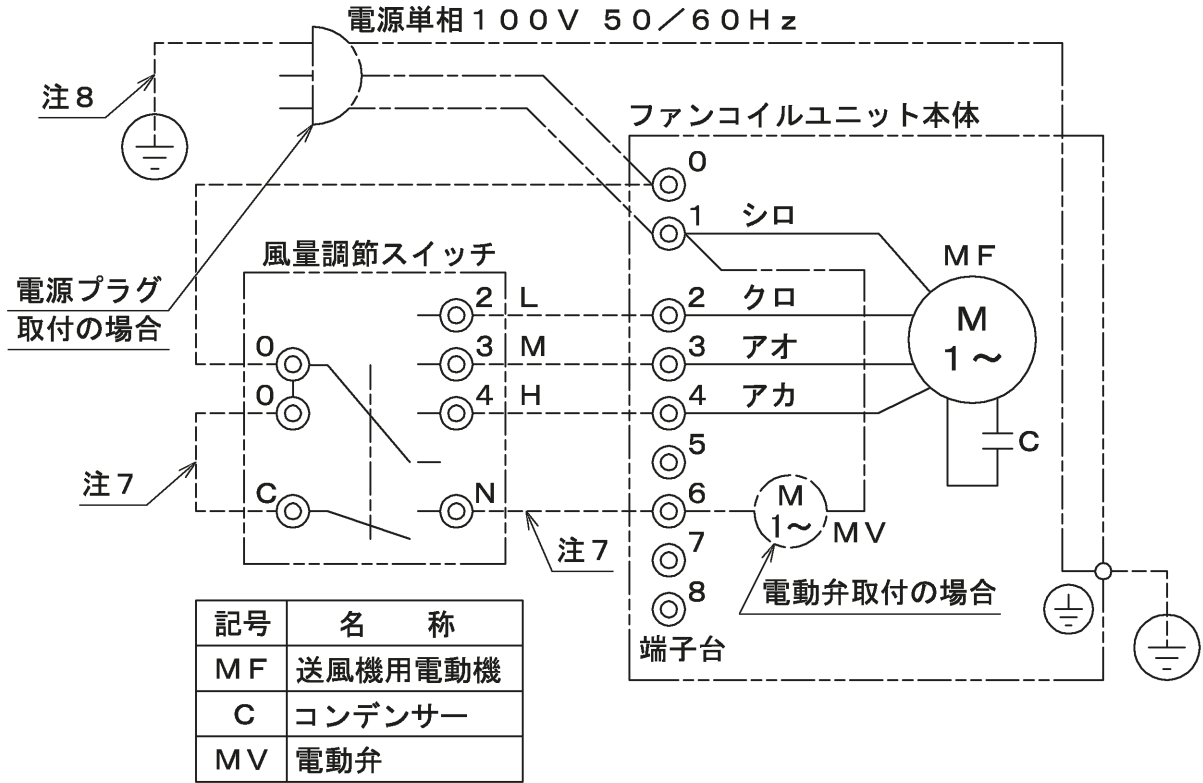 電源単相１００Ｖ ５０／６０Ｈｚ
注８
ファンコイルユニット本体
０
１ シロ
風量調節スイッチ
ＭＦ
電源プラグ
取付の場合
２ Ｌ
２ クロ
Ｍ
１～
０
３ Ｍ
３ アオ
０
４ Ｈ
４ アカ
Ｃ
５
注７
Ｃ
Ｎ
６
Ｍ
１～
ＭＶ
注７
７
８
電動弁取付の場合
端子台
記号 名 称
ＭＦ 送風機用電動機
Ｃ コンデンサー
ＭＶ 電動弁